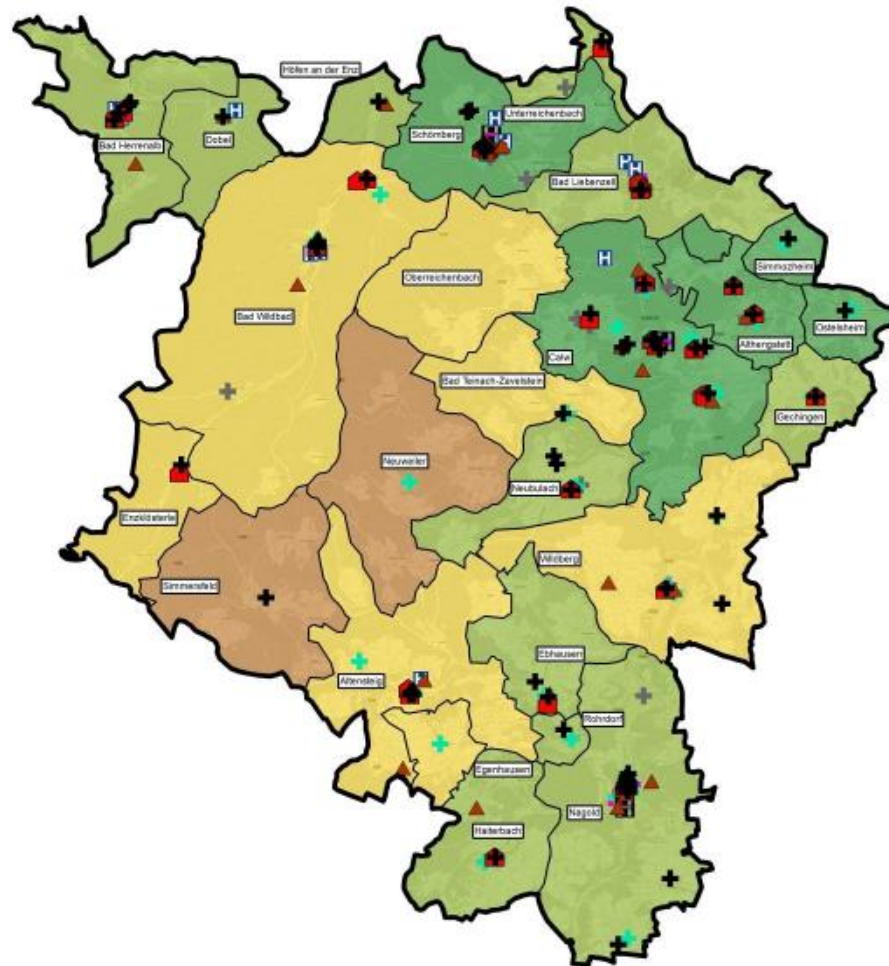 Höfen an der Enz
Unterreichenbach
Schömberg
Bad Herrenalb
Dobel
Bad Liebenzell
Simmozheim
Oberreichenbach
Ostelsheim
Bad Wildbad
Althengstett
Calw
Bad Teinach-Zavelstein
Gechingen
Neuweiler
Neubulach
Enzklösterle
Wildberg
Simmersfeld
Ebhausen
Altensteig
Rohrdorf
Egenhausen
Nagold
Haiterbach